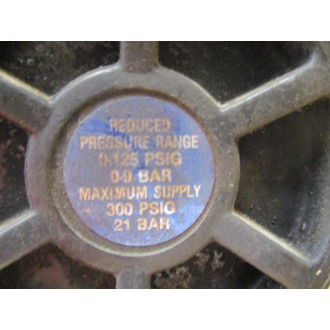 REDUCED
PRESSURE RANGE
0-125 PSIG
0-9 BAR
MAXIMUM SUPPLY
300 PSIG
21 BAR